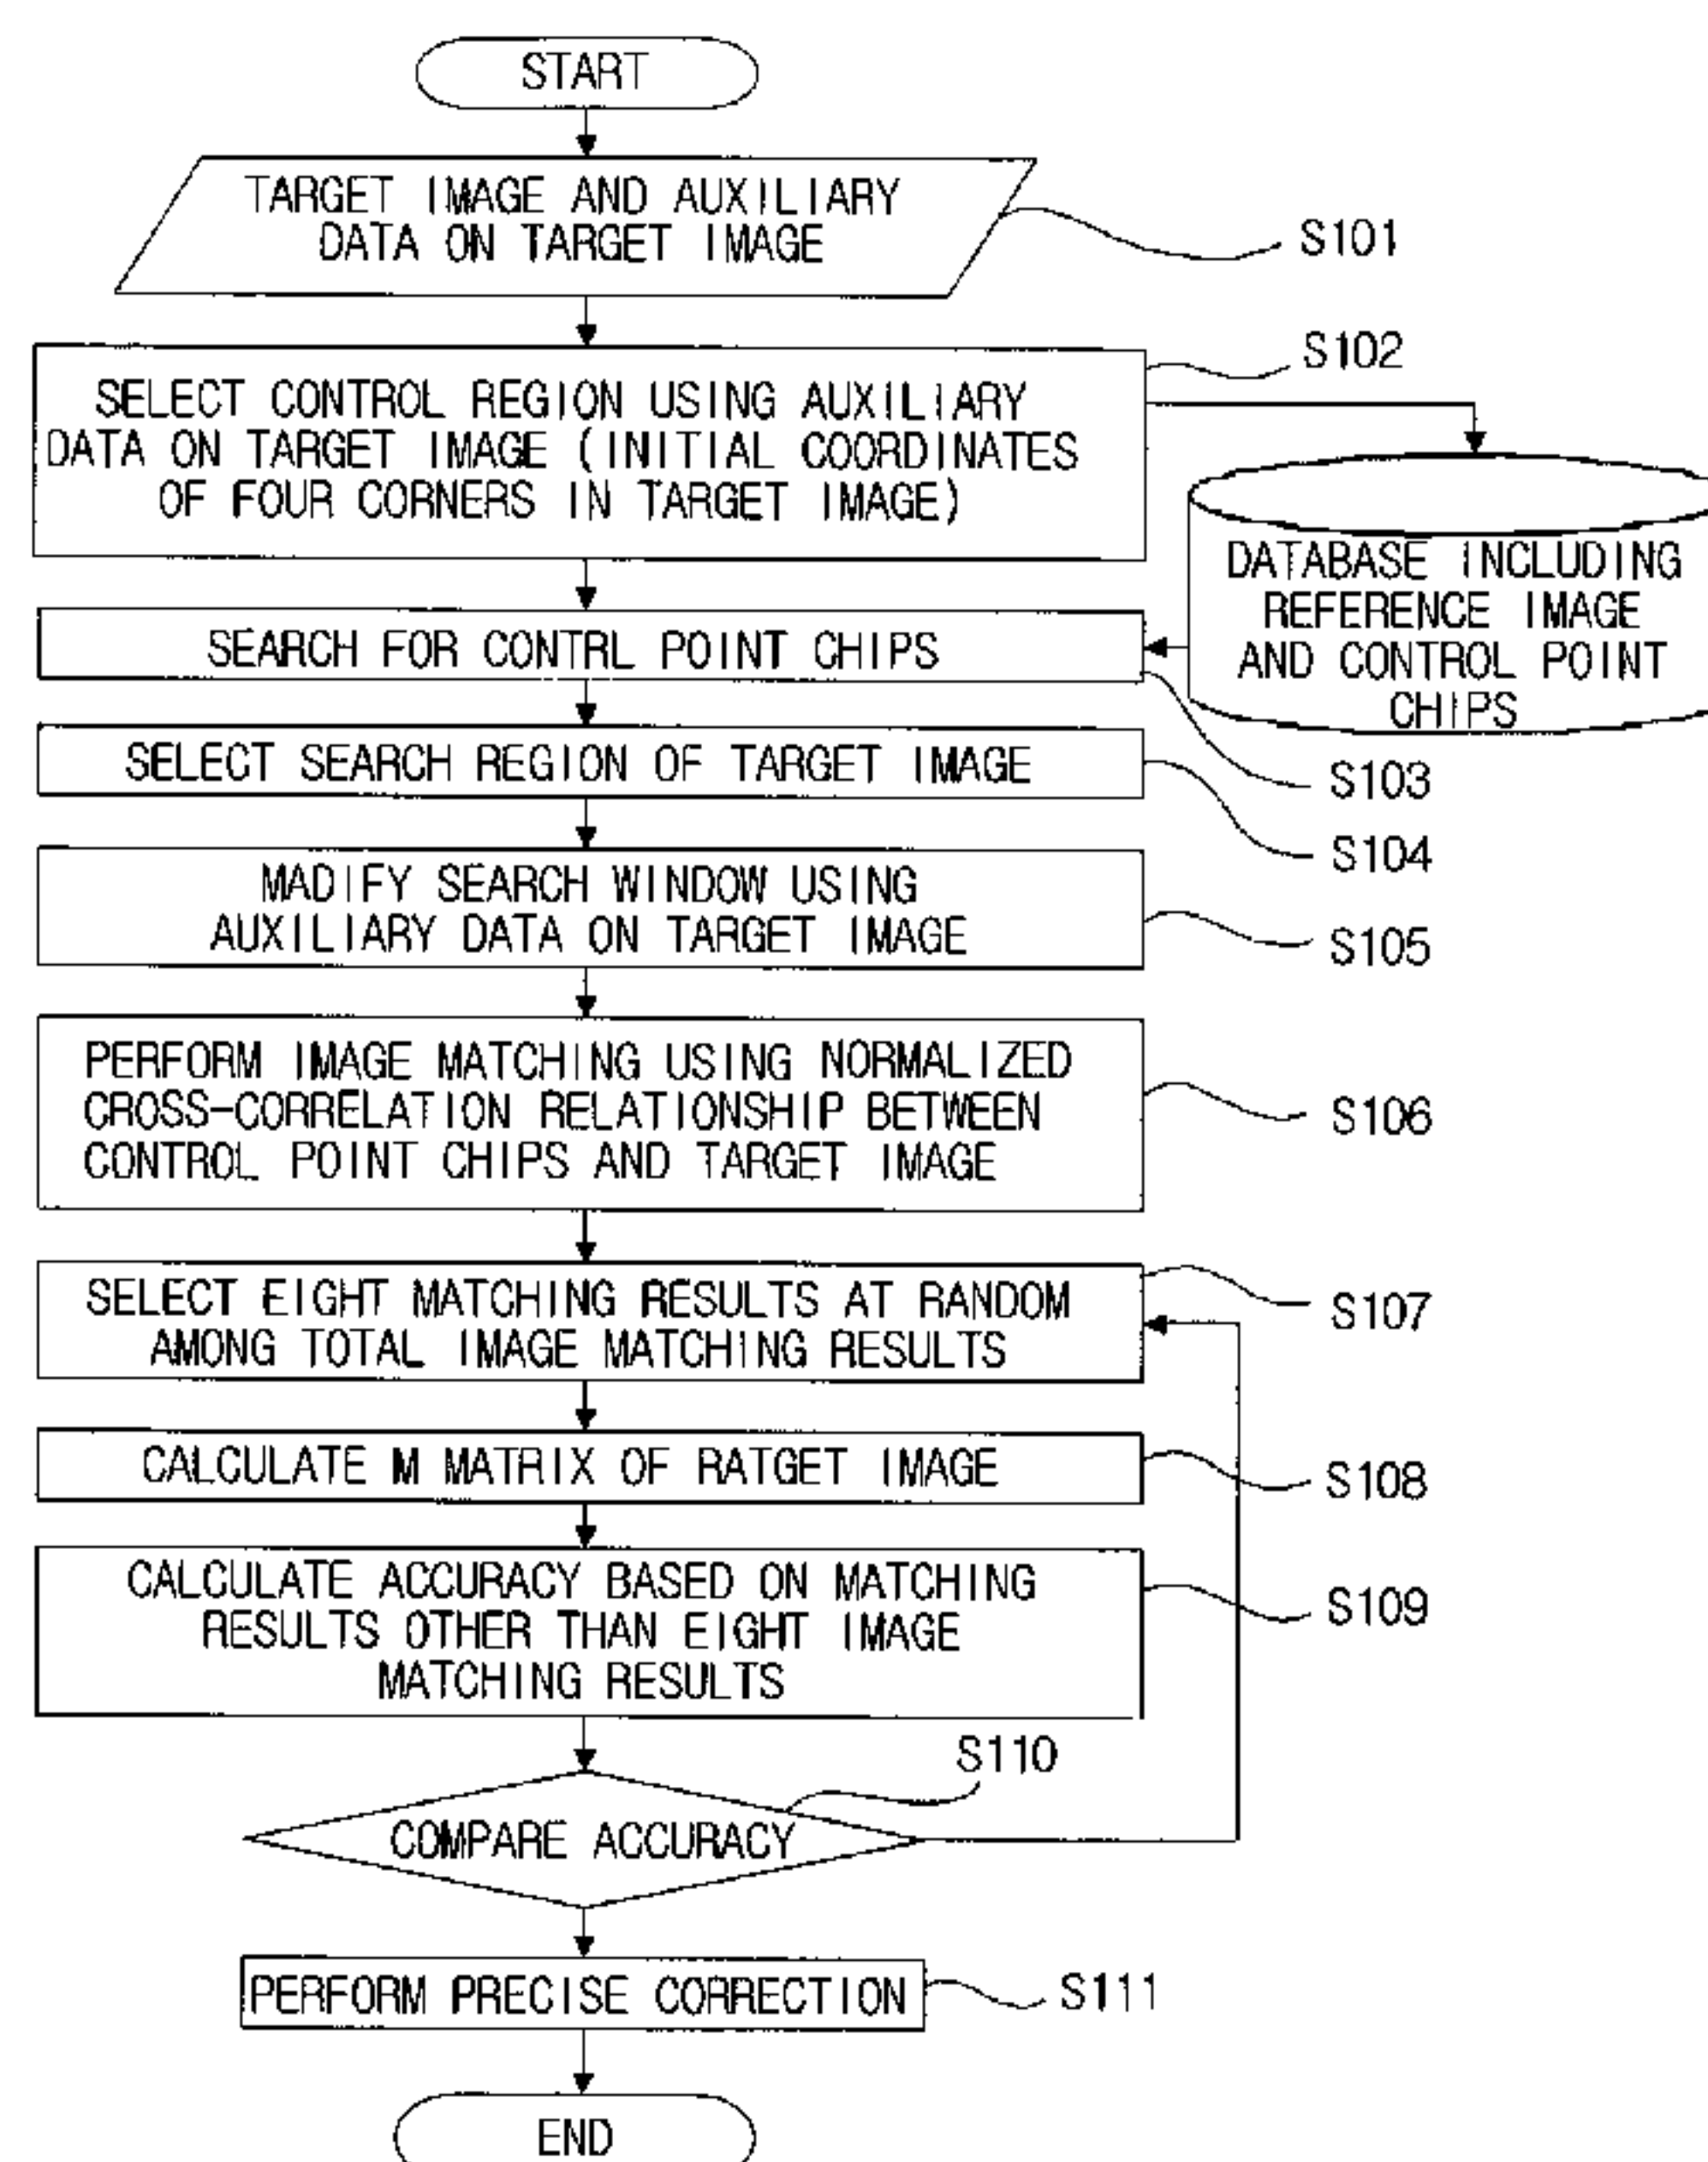 START
TARGET IMAGE AND AUXILIARY
DATA ON TARGET IMAGE
S101
S102
SELECT CONTROL REGION USING AUXILIARY
DATA ON TARGET IMAGE (INITIAL COORDINATES
OF FOUR CORNERS IN TARGET IMAGE)
DATABASE INCLUDING
REFERENCE IMAGE
AND CONTROL POINT
CHIPS
SEARCH FOR CONTRL POINT CHIPS
S103
SELECT SEARCH REGION OF TARGET IMAGE
S104
MADIFY SEARCH WINDOW USING
AUXILIARY DATA ON TARGET IMAGE
S105
PERFORM IMAGE MATCHING USING NORMALIZED
CROSS-CORRELATION RELATIONSHIP BETWEEN
CONTROL POINT CHIPS AND TARGET IMAGE
S106
SELECT EIGHT MATCHING RESULTS AT RANDOM
AMONG TOTAL IMAGE MATCHING RESULTS
S107
CALCULATE M MATRIX OF RATGET IMAGE
S108
CALCULATE ACCURACY BASED ON MATCHING
RESULTS OTHER THAN EIGHT IMAGE
MATCHING RESULTS
S109
S110
COMPARE ACCURACY
PERFORM PRECISE CORRECTION
S111
END